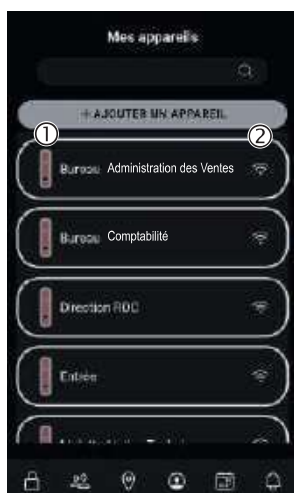 Mes appareils
+ AJOUTER UN APPAREIL
1
2
Bureau Administration des Ventes
Bureau Comptabilité
Direction RDC
Entrée